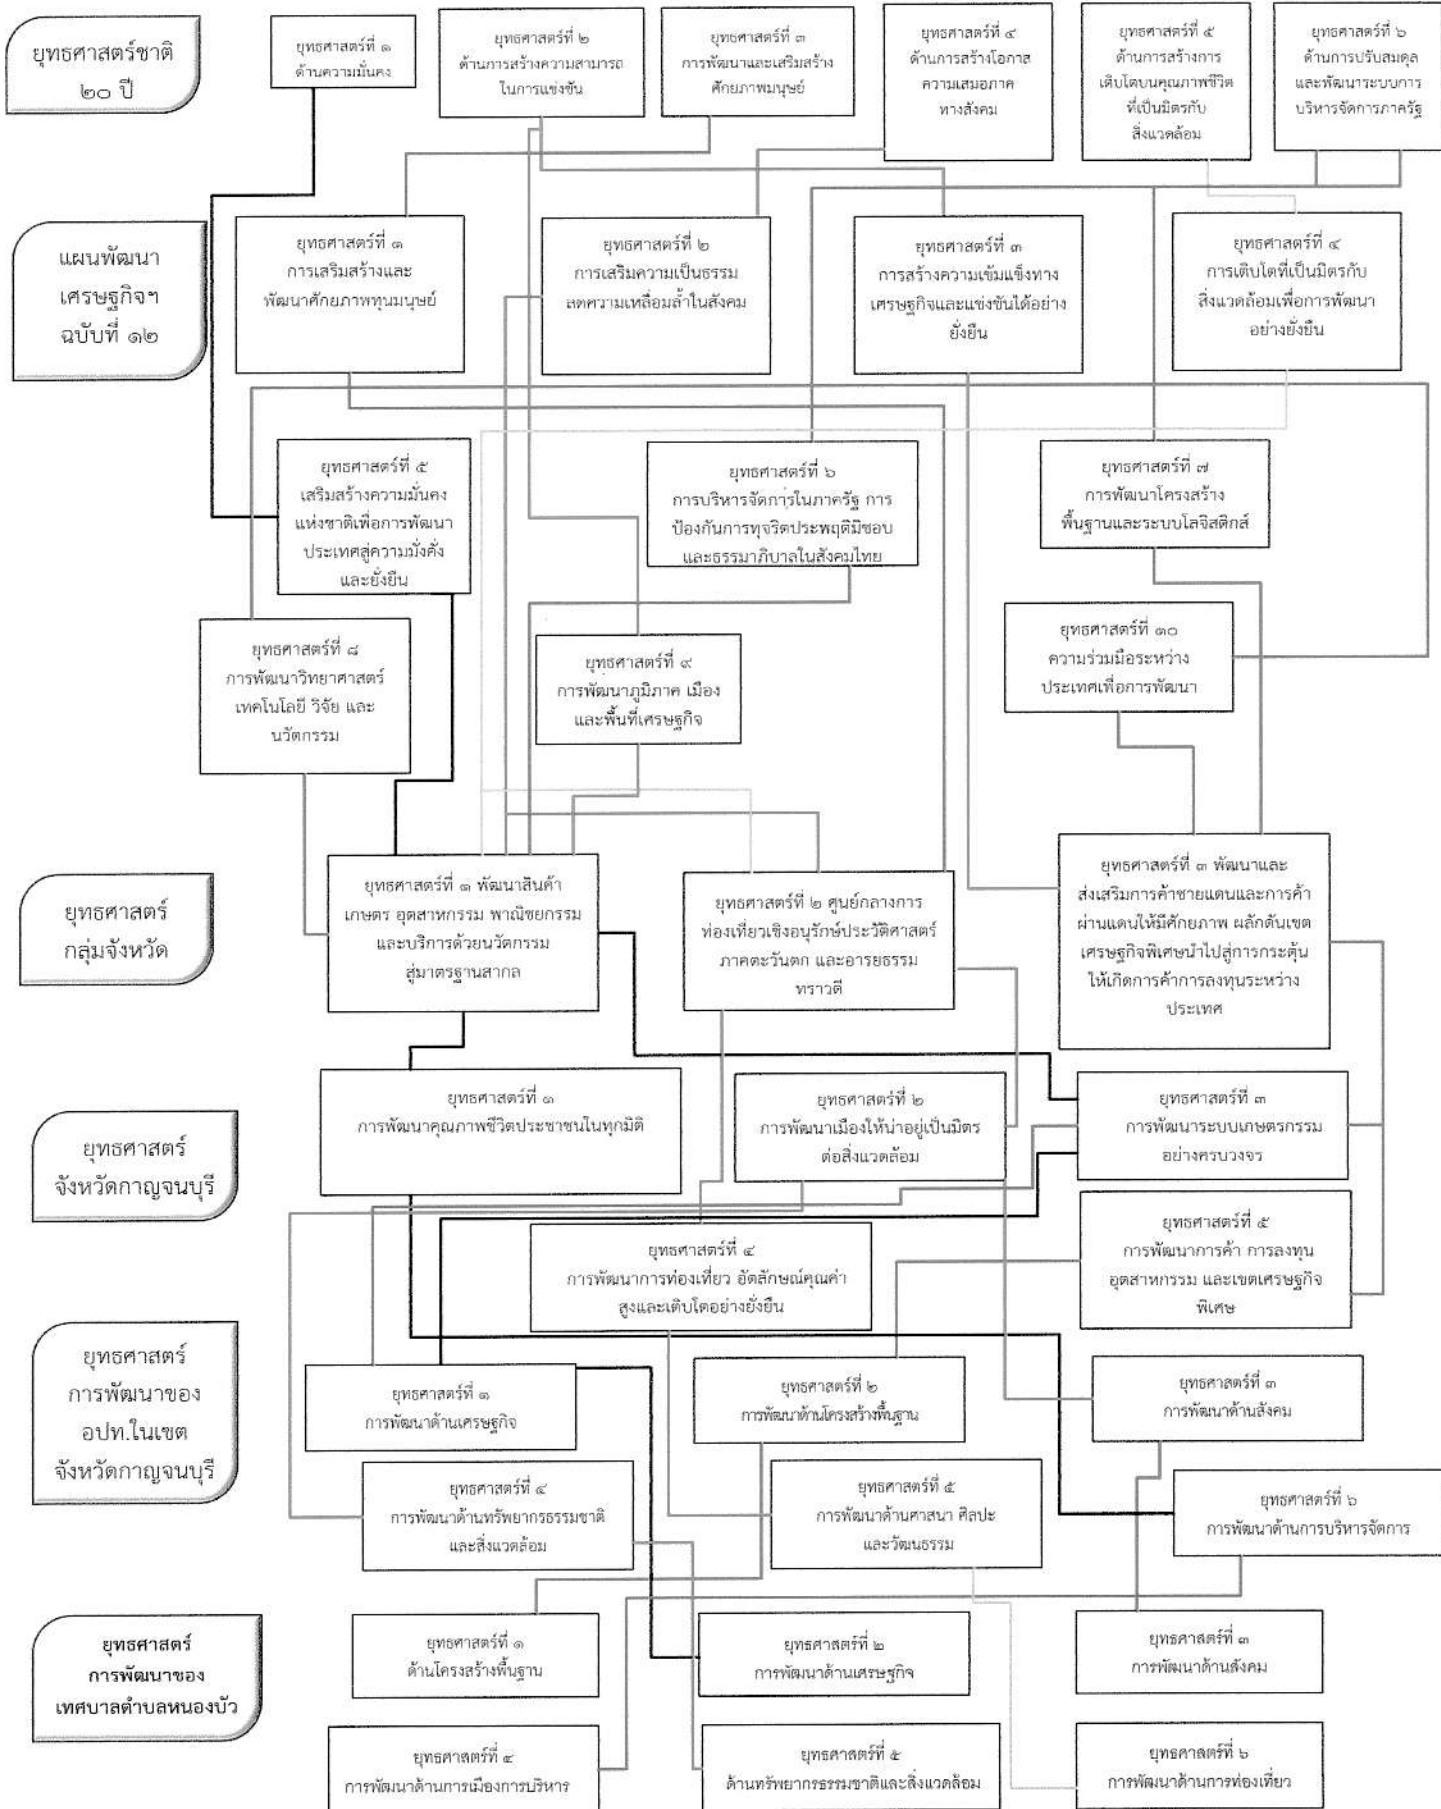 ยุทธศาสตร์ชาติ
๒๐ ปี
ยุทธศาสตร์ที่ ๑
ด้านความมั่นคง
ยุทธศาสตร์ที่ ๒
ด้านการสร้างความสามารถ
ในการแข่งขัน
ยุทธศาสตร์ที่ ๓
การพัฒนาและเสริมสร้าง
ศักยภาพมนุษย์
ยุทธศาสตร์ที่ ๔
ด้านการสร้างโอกาส
ความเสมอภาค
ทางสังคม
ยุทธศาสตร์ที่ ๕
ด้านการสร้างการ
เติบโตบนคุณภาพชีวิต
ที่เป็นมิตรกับ
สิ่งแวดล้อม
ยุทธศาสตร์ที่ ๖
ด้านการปรับสมดุล
และพัฒนาระบบการ
บริหารจัดการภาครัฐ
แผนพัฒนา
เศรษฐกิจฯ
ฉบับที่ ๑๒
ยุทธศาสตร์ที่ ๑
การเสริมสร้างและ
พัฒนาศักยภาพทุนมนุษย์
ยุทธศาสตร์ที่ ๒
การเสริมความเป็นธรรม
ลดความเหลื่อมล้ำในสังคม
ยุทธศาสตร์ที่ ๓
การสร้างความเข้มแข็งทาง
เศรษฐกิจและแข่งขันได้อย่าง
ยั่งยืน
ยุทธศาสตร์ที่ ๔
การเติบโตที่เป็นมิตรกับ
สิ่งแวดล้อมเพื่อการพัฒนา
อย่างยั่งยืน
ยุทธศาสตร์ที่ ๕
เสริมสร้างความมั่นคง
แห่งชาติเพื่อการพัฒนา
ประเทศสู่ความมั่งคั่ง
และยั่งยืน
ยุทธศาสตร์ที่ ๖
การบริหารจัดการในภาครัฐ การ
ป้องกันการทุจริตประพฤติมิชอบ
และธรรมาภิบาลในสังคมไทย
ยุทธศาสตร์ที่ ๗
การพัฒนาโครงสร้าง
พื้นฐานและระบบโลจิสติกส์
ยุทธศาสตร์ที่ ๘
การพัฒนาวิทยาศาสตร์
เทคโนโลยี วิจัย และ
นวัตกรรม
ยุทธศาสตร์ที่ ๙
การพัฒนาภูมิภาค เมือง
และพื้นที่เศรษฐกิจ
ยุทธศาสตร์ที่ ๑๐
ความร่วมมือระหว่าง
ประเทศเพื่อการพัฒนา
ยุทธศาสตร์
กลุ่มจังหวัด
ยุทธศาสตร์ที่ ๑ พัฒนาสินค้า
เกษตร อุตสาหกรรม พาณิชยกรรม
และบริการด้วยนวัตกรรม
สู่มาตรฐานสากล
ยุทธศาสตร์ที่ ๒ ศูนย์กลางการ
ท่องเที่ยวเชิงอนุรักษ์ประวัติศาสตร์
ภาคตะวันตก และอารยธรรม
ทราวดี
ยุทธศาสตร์ที่ ๓ พัฒนาและ
ส่งเสริมการค้าชายแดนและการค้า
ผ่านแดนให้มีศักยภาพ ผลักดันเขต
เศรษฐกิจพิเศษนำไปสู่การกระตุ้น
ให้เกิดการค้าการลงทุนระหว่าง
ประเทศ
ยุทธศาสตร์
จังหวัดกาญจนบุรี
ยุทธศาสตร์ที่ ๑
การพัฒนาคุณภาพชีวิตประชาชนในทุกมิติ
ยุทธศาสตร์ที่ ๒
การพัฒนาเมืองให้น่าอยู่เป็นมิตร
ต่อสิ่งแวดล้อม
ยุทธศาสตร์ที่ ๓
การพัฒนาระบบเกษตรกรรม
อย่างครบวงจร
ยุทธศาสตร์ที่ ๔
การพัฒนาการท่องเที่ยว อัตลักษณ์คุณค่า
สูงและเติบโตอย่างยั่งยืน
ยุทธศาสตร์ที่ ๕
การพัฒนาการค้า การลงทุน
อุตสาหกรรม และเขตเศรษฐกิจ
พิเศษ
ยุทธศาสตร์
การพัฒนาของ
อปท.ในเขต
จังหวัดกาญจนบุรี
ยุทธศาสตร์ที่ ๑
การพัฒนาด้านเศรษฐกิจ
ยุทธศาสตร์ที่ ๒
การพัฒนาด้านโครงสร้างพื้นฐาน
ยุทธศาสตร์ที่ ๓
การพัฒนาด้านสังคม
ยุทธศาสตร์ที่ ๔
การพัฒนาด้านทรัพยากรธรรมชาติ
และสิ่งแวดล้อม
ยุทธศาสตร์ที่ ๕
การพัฒนาด้านศาสนา ศิลปะ
และวัฒนธรรม
ยุทธศาสตร์ที่ ๖
การพัฒนาด้านการบริหารจัดการ
ยุทธศาสตร์
การพัฒนาของ
เทศบาลตำบลหนองบัว
ยุทธศาสตร์ที่ ๑
ด้านโครงสร้างพื้นฐาน
ยุทธศาสตร์ที่ ๒
การพัฒนาด้านเศรษฐกิจ
ยุทธศาสตร์ที่ ๓
การพัฒนาด้านสังคม
ยุทธศาสตร์ที่ ๔
การพัฒนาด้านการเมืองการบริหาร
ยุทธศาสตร์ที่ ๕
ด้านทรัพยากรธรรมชาติและสิ่งแวดล้อม
ยุทธศาสตร์ที่ ๖
การพัฒนาด้านการท่องเที่ยว